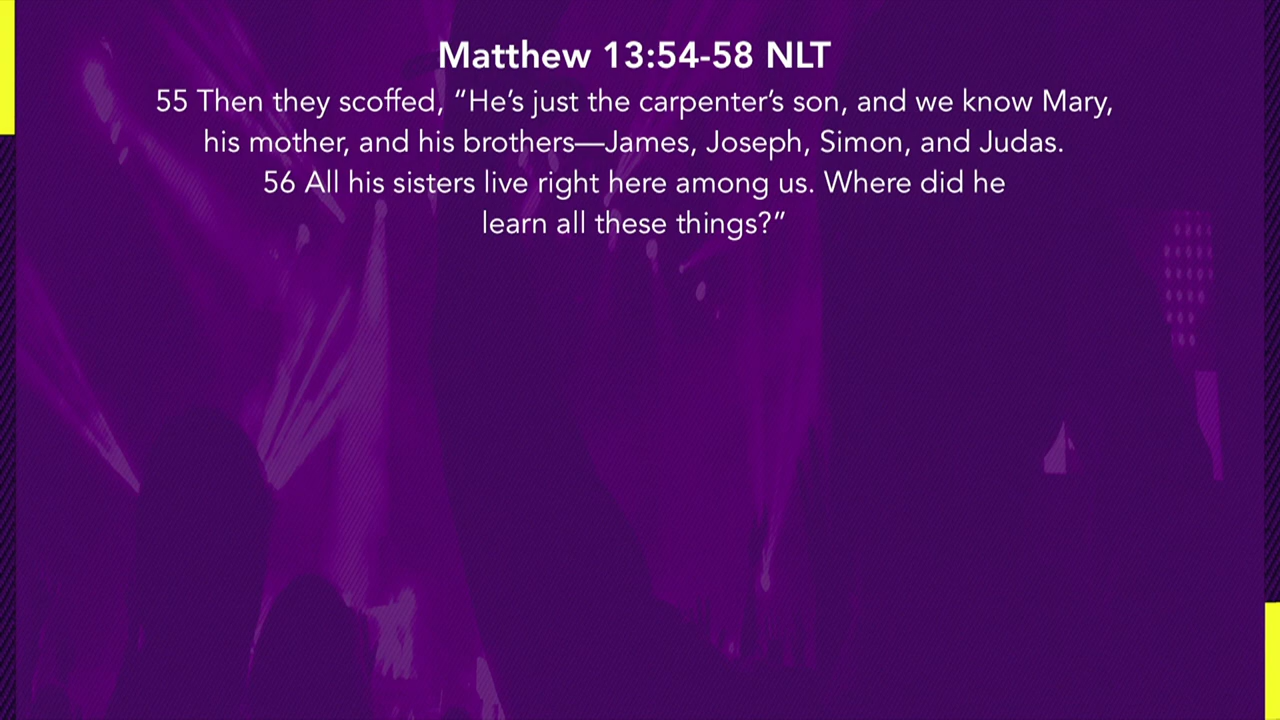 Matthew 13:54-58 NLT
55 Then they scoffed, “He’s just the carpenter’s son, and we know Mary,
his mother, and his brothers—James, Joseph, Simon, and Judas.
56 All his sisters live right here among us. Where did he
learn all these things?”